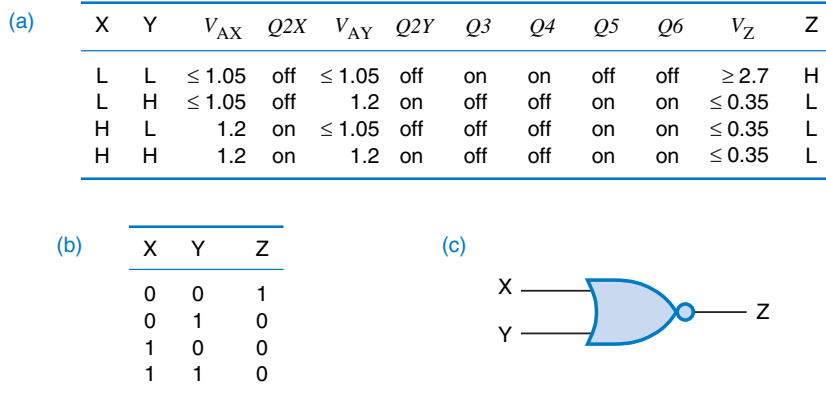 (a)
X Y V_AX Q2X V_AY Q2Y Q3 Q4 Q5 Q6 V_Z Z
L L ≤ 1.05 off ≤ 1.05 off on on off off ≥ 2.7 H
L H ≤ 1.05 off 1.2 on off off on on ≤ 0.35 L
H L 1.2 on ≤ 1.05 off off off on on ≤ 0.35 L
H H 1.2 on 1.2 on off off on on ≤ 0.35 L
(b)
X Y Z
0 0 1
0 1 0
1 0 0
1 1 0
(c)
X
Y
Z